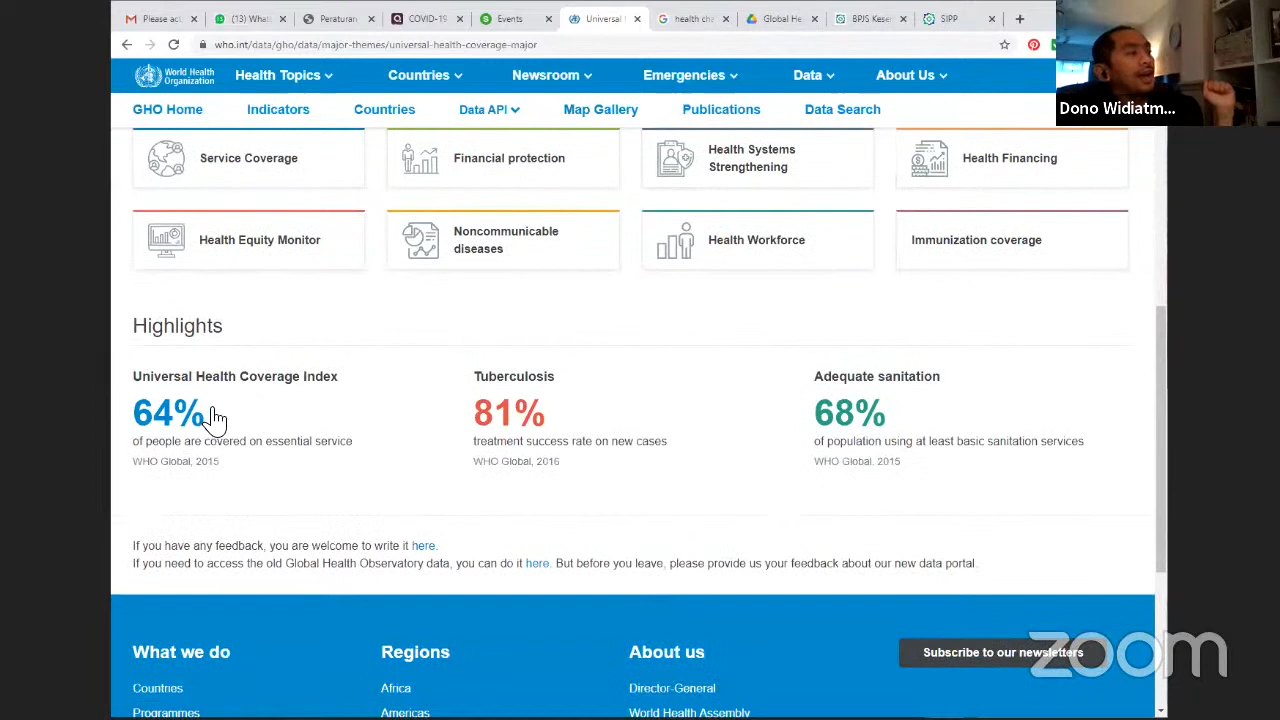 Please act
(13) What
Peraturan
COVID-19
Events
Universal
health cha
Global He
BPJS Kese
SIPP
who.int/data/gho/data/major-themes/universal-health-coverage-major
World Health Organization
Health Topics
Countries
Newsroom
Emergencies
Data
About Us
Dono Widiatm...
GHO Home
Indicators
Countries
Data API
Map Gallery
Publications
Data Search
Service Coverage
Financial protection
Health Systems
Strengthening
Health Financing
Health Equity Monitor
Noncommunicable
diseases
Health Workforce
Immunization coverage
Highlights
Universal Health Coverage Index
64%
of people are covered on essential service
WHO Global, 2015
Tuberculosis
81%
treatment success rate on new cases
WHO Global, 2016
Adequate sanitation
68%
of population using at least basic sanitation services
WHO Global. 2015
If you have any feedback, you are welcome to write it here.
If you need to access the old Global Health Observatory data, you can do it here. But before you leave, please provide us your feedback about our new data portal.
What we do
Regions
About us
Subscribe to our newsletters
zoom
Countries
Africa
Director-General
Programmes
Americas
World Health Assembly